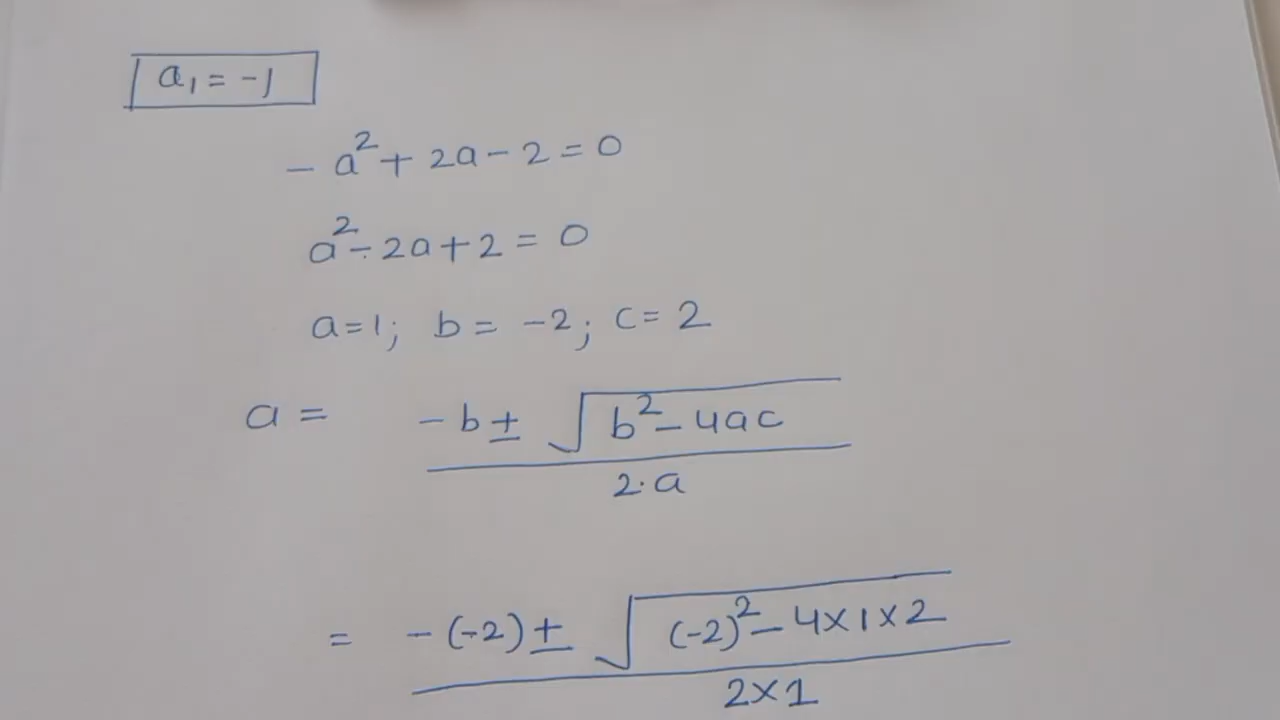 a₁ = -1
- a² + 2a - 2 = 0
a² - 2a + 2 = 0
a=1; b = -2; c = 2
a = -b ± √(b² - 4ac)
2·a
= -(-2) ± √((-2)² - 4×1×2)
2×1